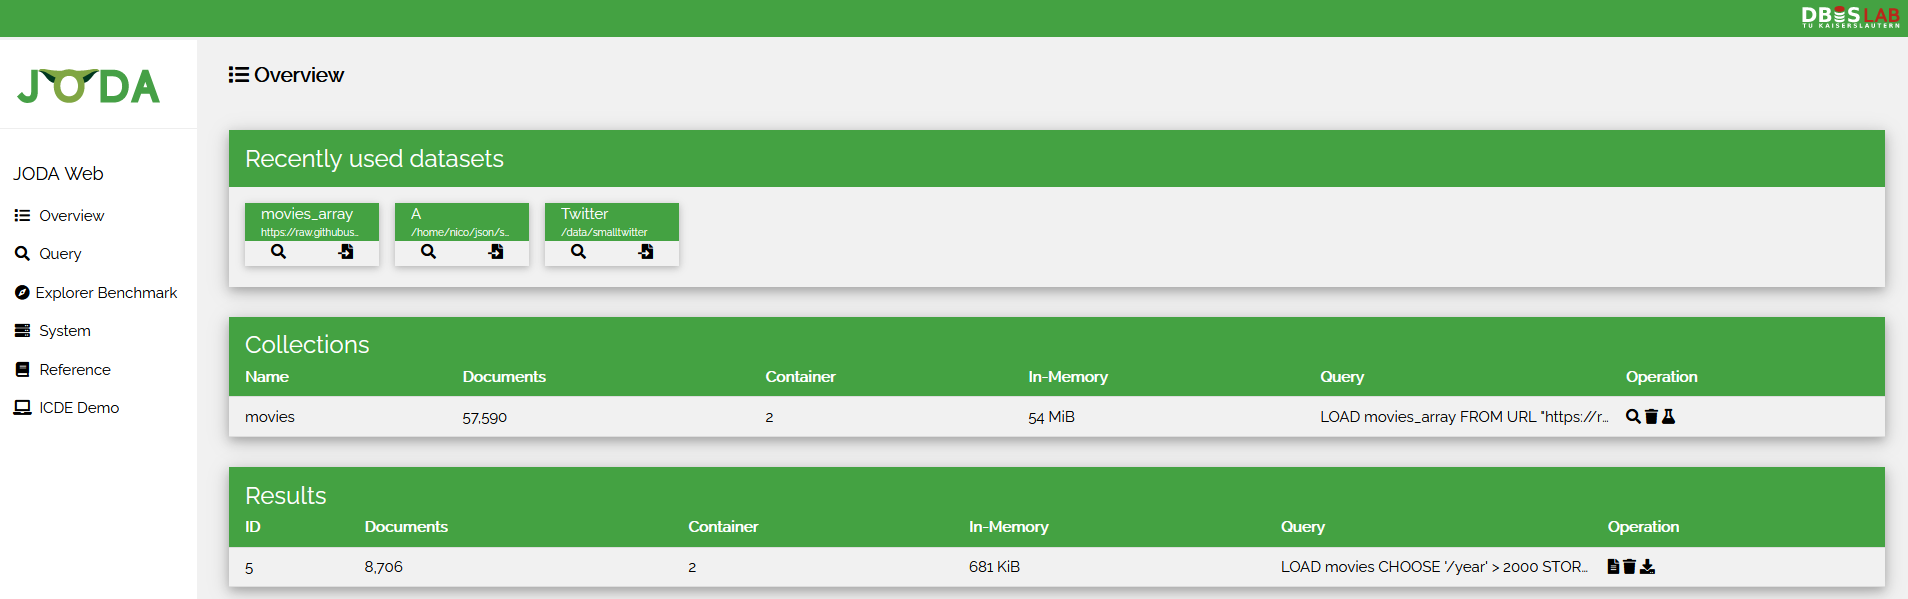 DBIS LAB
TU KAISERSLAUTERN
JODA
Overview
JODA Web
Overview
Query
Explorer Benchmark
System
Reference
ICDE Demo
Recently used datasets
movies_array
https://raw.githubus...
A
/home/nico/json/s...
Twitter
/data/smalltwitter
Collections
Name Documents Container In-Memory Query Operation
movies 57,590 2 54 MiB LOAD movies_array FROM URL "https://r...
Results
ID Documents Container In-Memory Query Operation
5 8,706 2 681 KiB LOAD movies CHOOSE '/year' > 2000 STOR...